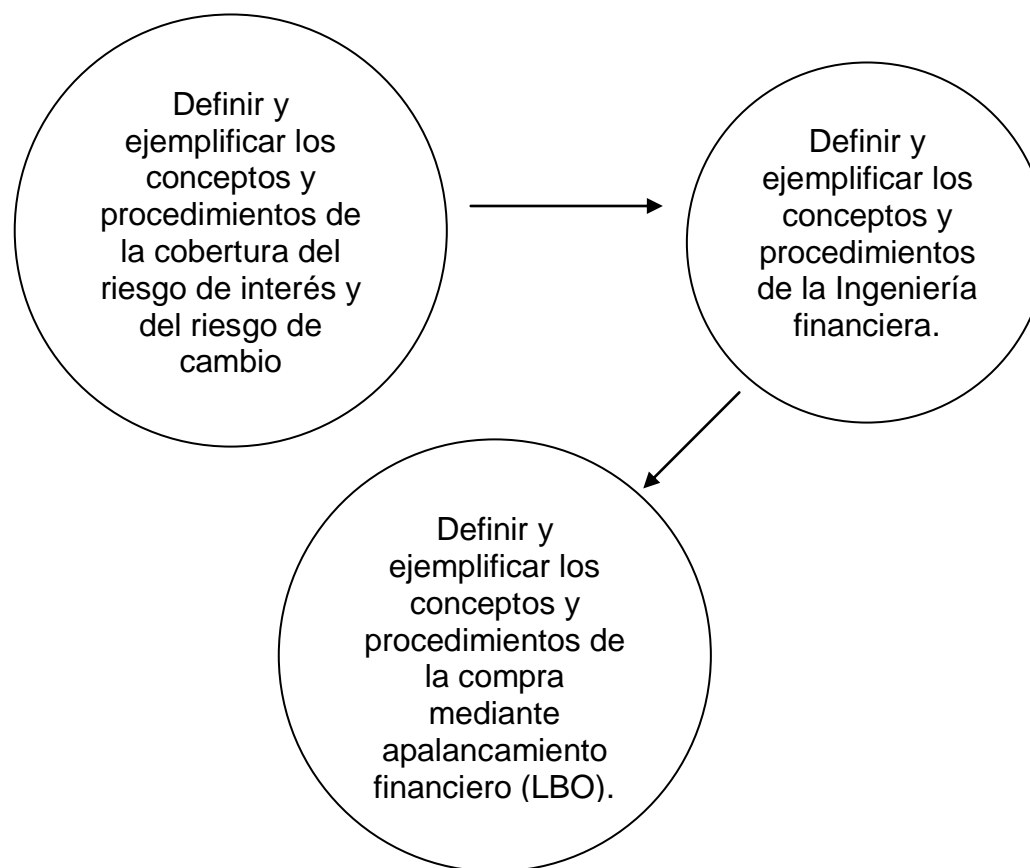 Definir y
ejemplificar los
conceptos y
procedimientos de
la cobertura del
riesgo de interés y
del riesgo de
cambio
Definir y
ejemplificar los
conceptos y
procedimientos
de la Ingeniería
financiera.
Definir y
ejemplificar los
conceptos y
procedimientos de
la compra
mediante
apalancamiento
financiero (LBO).